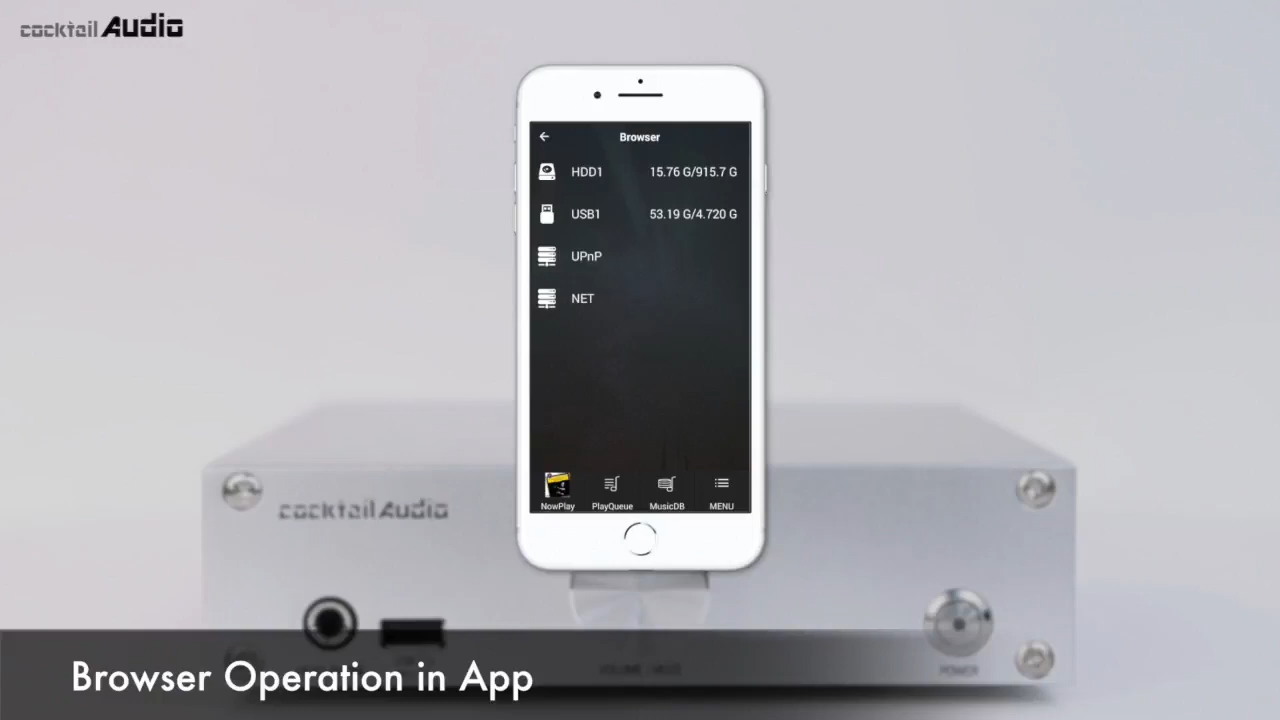 cocktail Audio
Browser
HDD1 15.76 G/915.7 G
USB1 53.19 G/4.720 G
UPnP
NET
NowPlay PlayQueue MusicDB MENU
cocktail Audio
POWER
Browser Operation in App